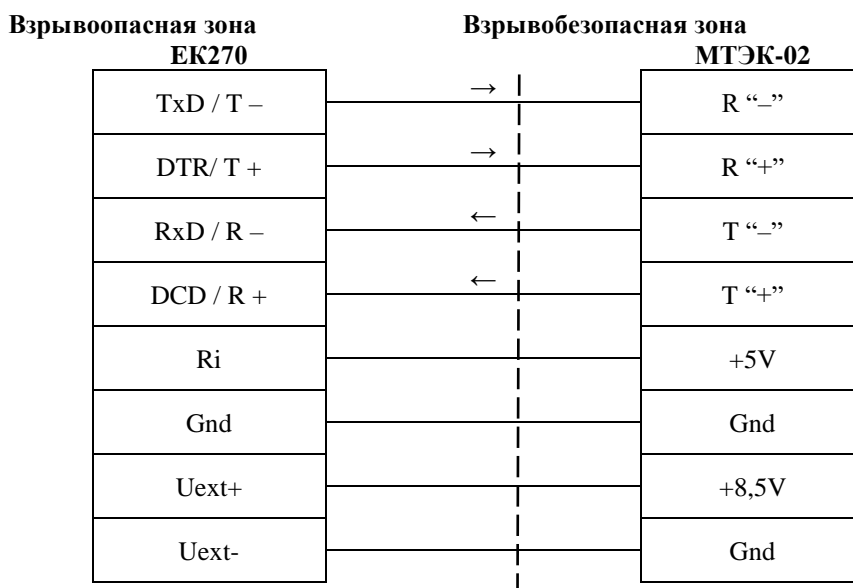 Взрывоопасная зона Взрывобезопасная зона
ЕК270 МТЭК-02
TxD / T – → R “–”
DTR/ T + → R “+”
RxD / R – ← T “–”
DCD / R + ← T “+”
Ri +5V
Gnd Gnd
Uext+ +8,5V
Uext- Gnd